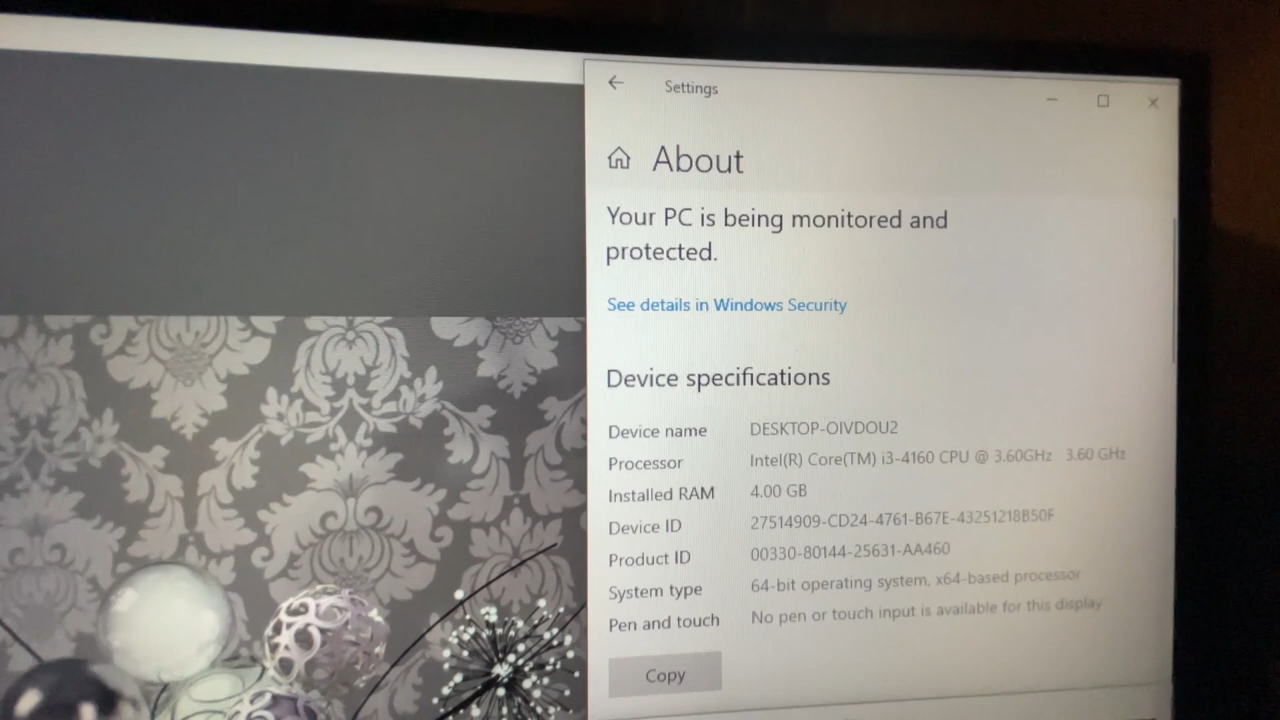 Settings
About
Your PC is being monitored and
protected.
See details in Windows Security
Device specifications
Device name DESKTOP-OIVDOU2
Processor Intel(R) Core(TM) i3-4160 CPU @ 3.60GHz 3.60 GHz
Installed RAM 4.00 GB
Device ID 27514909-CD24-4761-B67E-43251218B50F
Product ID 00330-80144-25631-AA460
System type 64-bit operating system, x64-based processor
Pen and touch No pen or touch input is available for this display
Copy